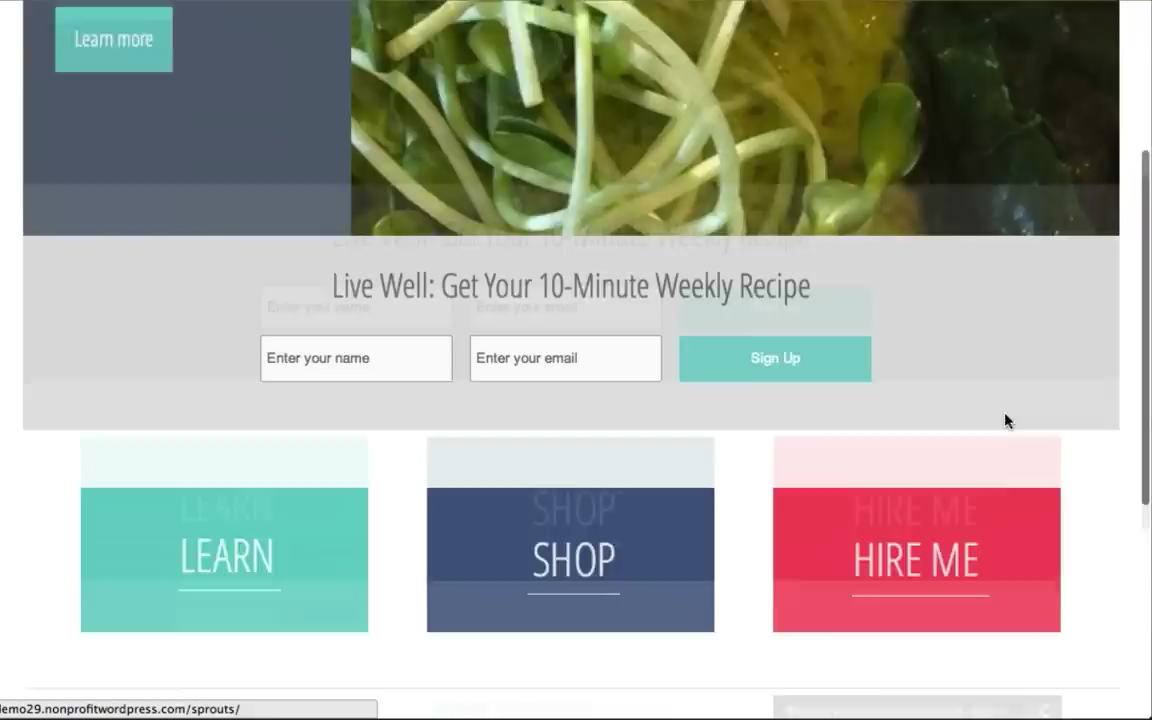 Learn more
Live Well: Get Your 10-Minute Weekly Recipe
Enter your name Enter your email Sign Up
LEARN SHOP HIRE ME
demo29.nonprofitwordpress.com/sprouts/